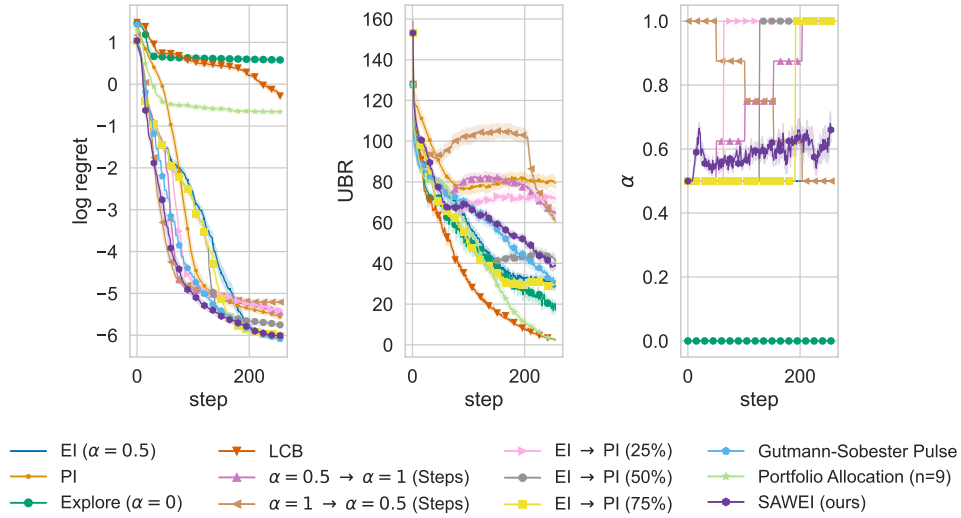 1
0
−1
−2
−3
−4
−5
−6
log regret
0
200
step
160
140
120
100
80
60
40
20
0
UBR
0
200
step
1.0
0.8
0.6
0.4
0.2
0.0
α
0
200
step
EI (α = 0.5)
PI
Explore (α = 0)
LCB
α = 0.5 → α = 1 (Steps)
α = 1 → α = 0.5 (Steps)
EI → PI (25%)
EI → PI (50%)
EI → PI (75%)
Gutmann-Sobester Pulse
Portfolio Allocation (n=9)
SAWEI (ours)